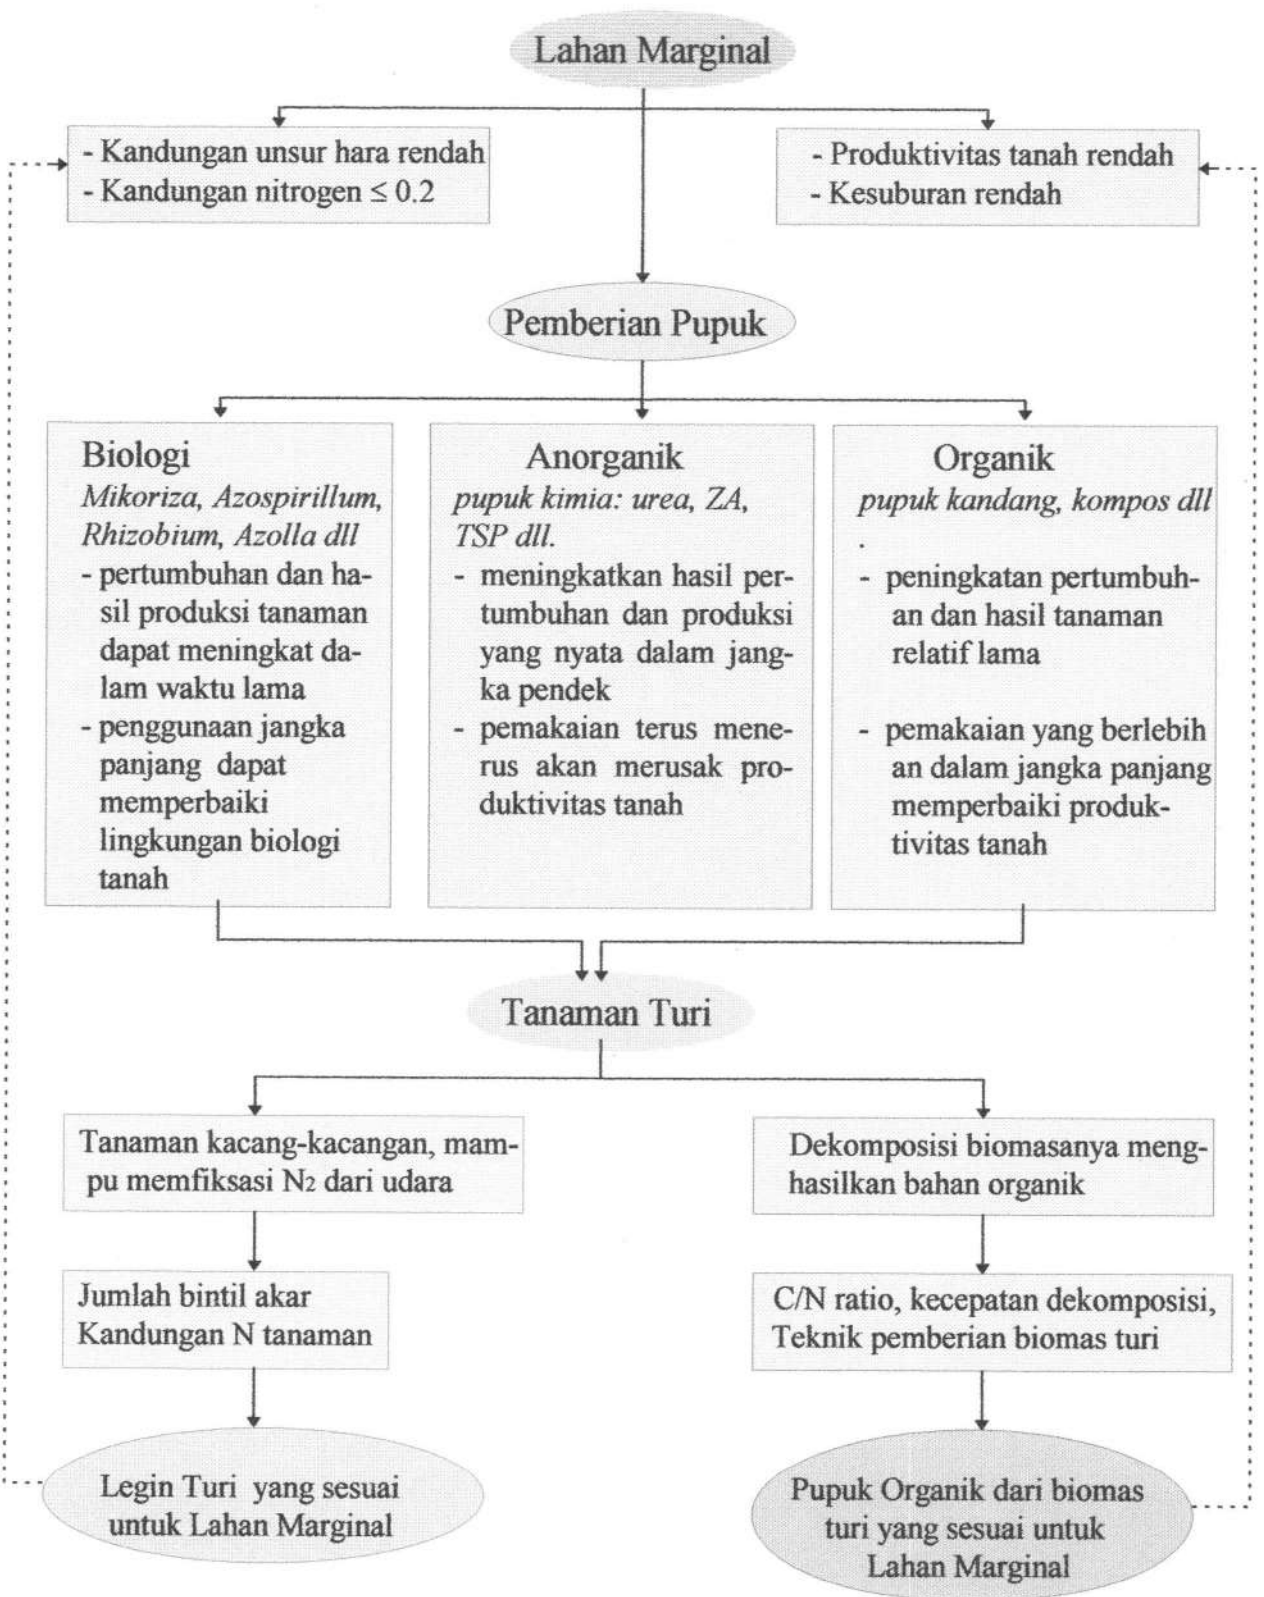 Lahan Marginal
- Kandungan unsur hara rendah
- Kandungan nitrogen ≤ 0.2
- Produktivitas tanah rendah
- Kesuburan rendah
Pemberian Pupuk
Biologi
Mikoriza, Azospirillum,
Rhizobium, Azolla dll
- pertumbuhan dan ha-
sil produksi tanaman
dapat meningkat da-
lam waktu lama
- penggunaan jangka
panjang dapat
memperbaiki
lingkungan biologi
tanah
Anorganik
pupuk kimia: urea, ZA,
TSP dll.
- meningkatkan hasil per-
tumbuhan dan produksi
yang nyata dalam jang-
ka pendek
- pemakaian terus mene-
rus akan merusak pro-
duktivitas tanah
Organik
pupuk kandang, kompos dll
.
- peningkatan pertumbuh-
an dan hasil tanaman
relatif lama
- pemakaian yang berlebih
an dalam jangka panjang
memperbaiki produk-
tivitas tanah
Tanaman Turi
Tanaman kacang-kacangan, mam-
pu memfiksasi N2 dari udara
Dekomposisi biomasanya meng-
hasilkan bahan organik
Jumlah bintil akar
Kandungan N tanaman
C/N ratio, kecepatan dekomposisi,
Teknik pemberian biomas turi
Legin Turi yang sesuai
untuk Lahan Marginal
Pupuk Organik dari biomas
turi yang sesuai untuk
Lahan Marginal